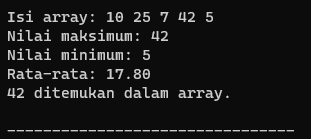 Isi array: 10 25 7 42 5
Nilai maksimum: 42
Nilai minimum: 5
Rata-rata: 17.80
42 ditemukan dalam array.
--------------------------------